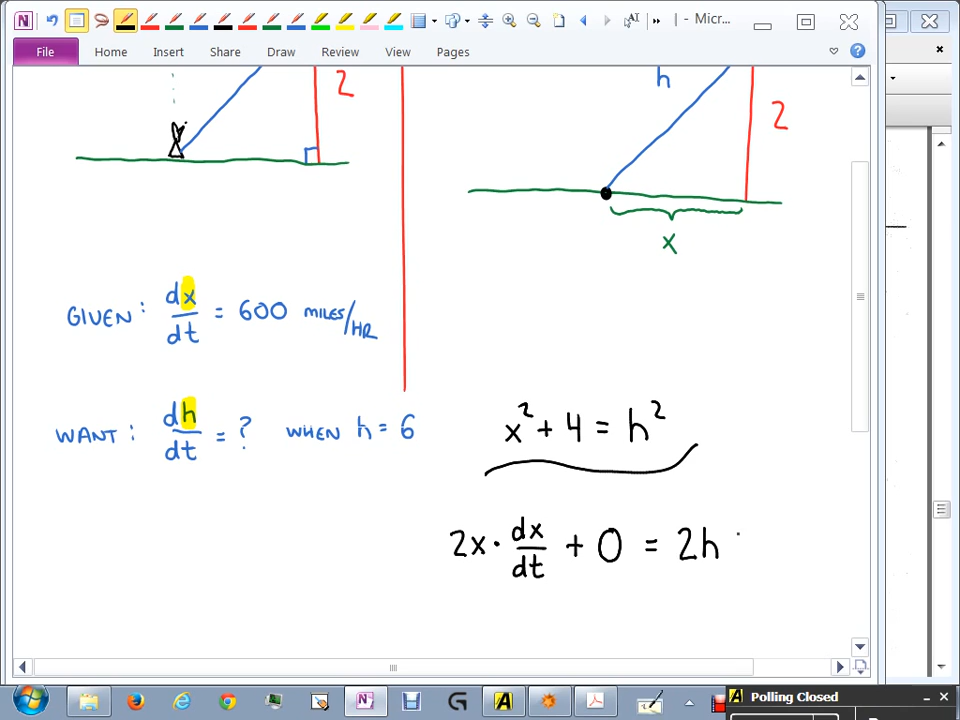 | - Micr...
File Home Insert Share Draw Review View Pages
2
h
2
x
GIVEN: dx/dt = 600 MILES/HR
WANT: dh/dt = ? WHEN h = 6
x² + 4 = h²
2x · dx/dt + 0 = 2h ·
Polling Closed